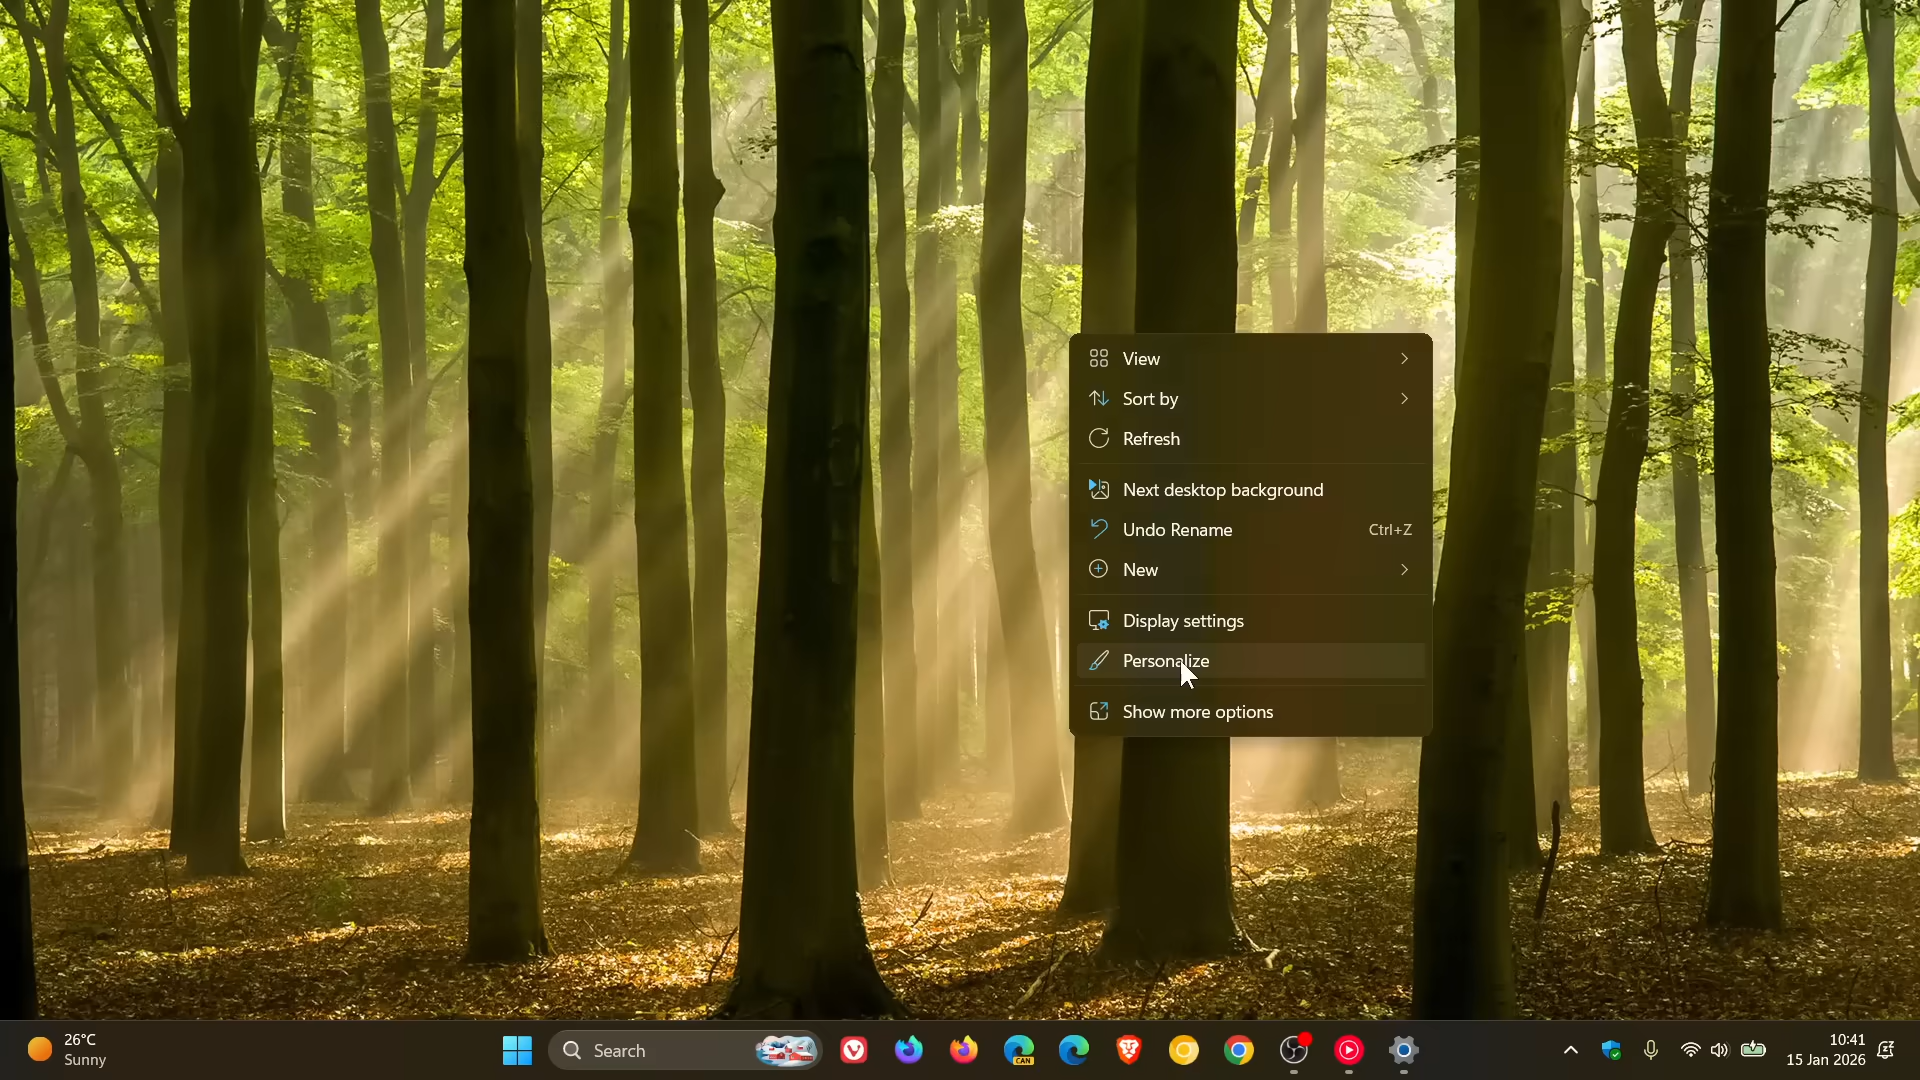 View
Sort by
Refresh
Next desktop background
Undo Rename Ctrl+Z
New
Display settings
Personalize
Show more options
26°C
Sunny
Search
CAN
10:41
15 Jan 2026